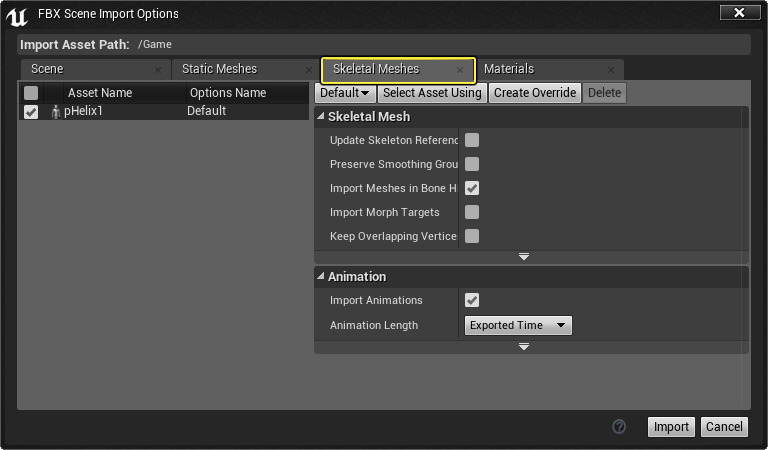 FBX Scene Import Options
Import Asset Path: /Game
Scene Static Meshes Skeletal Meshes Materials
Asset Name Options Name
pHelix1 Default
Default Select Asset Using Create Override Delete
Skeletal Mesh
Update Skeleton Referenc
Preserve Smoothing Grou
Import Meshes in Bone H
Import Morph Targets
Keep Overlapping Vertices
Animation
Import Animations
Animation Length Exported Time
Import Cancel